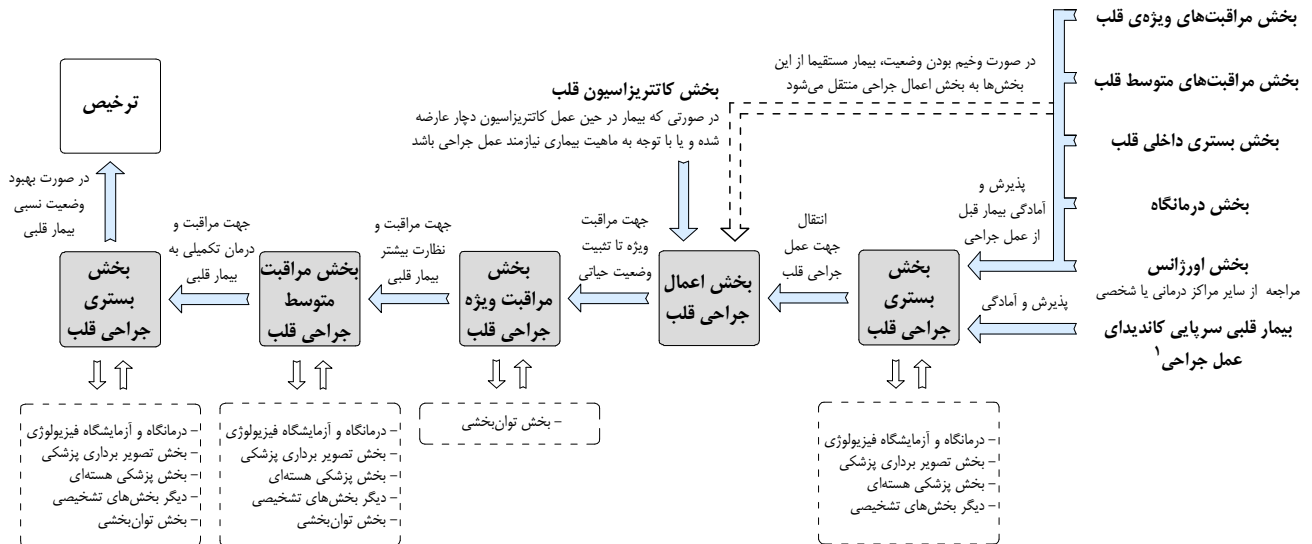 بخش مراقبت‌های ویژه‌ی قلب
بخش مراقبت‌های متوسط قلب
بخش بستری داخلی قلب
بخش درمانگاه
بخش اورژانس
مراجعه از سایر مراکز درمانی یا شخصی
بیمار قلبی سرپایی کاندیدای
عمل جراحی۱
در صورت وخیم بودن وضعیت، بیمار مستقیما از این
بخش‌ها به بخش اعمال جراحی منتقل می‌شود
پذیرش و
آمادگی بیمار قبل
از عمل جراحی
پذیرش و آمادگی
بخش
بستری
جراحی قلب
– درمانگاه و آزمایشگاه فیزیولوژی
– بخش تصویر برداری پزشکی
– بخش پزشکی هسته‌ای
– دیگر بخش‌های تشخیصی
انتقال
جهت عمل
جراحی قلب
بخش کاتتریزاسیون قلب
در صورتی که بیمار در حین عمل کاتتریزاسیون دچار عارضه
شده و یا با توجه به ماهیت بیماری نیازمند عمل جراحی باشد
بخش اعمال
جراحی قلب
جهت مراقبت
ویژه تا تثبیت
وضعیت حیاتی
بخش
مراقبت ویژه
جراحی قلب
– بخش توان‌بخشی
جهت مراقبت و
نظارت بیشتر
بیمار قلبی
بخش مراقبت
متوسط
جراحی قلب
– درمانگاه و آزمایشگاه فیزیولوژی
– بخش تصویر برداری پزشکی
– بخش پزشکی هسته‌ای
– دیگر بخش‌های تشخیصی
– بخش توان‌بخشی
جهت مراقبت و
درمان تکمیلی به
بیمار قلبی
بخش
بستری
جراحی قلب
– درمانگاه و آزمایشگاه فیزیولوژی
– بخش تصویر برداری پزشکی
– بخش پزشکی هسته‌ای
– دیگر بخش‌های تشخیصی
– بخش توان‌بخشی
در صورت بهبود
وضعیت نسبی
بیمار قلبی
ترخیص